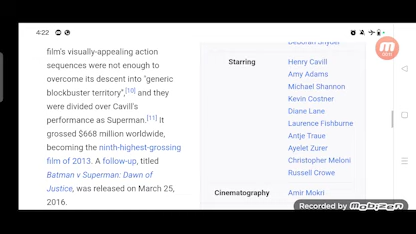 4:22
Deborah Snyder
film's visually-appealing action
sequences were not enough to
overcome its descent into "generic
blockbuster territory",[10] and they
were divided over Cavill's
performance as Superman.[11] It
grossed $668 million worldwide,
becoming the ninth-highest-grossing
film of 2013. A follow-up, titled
Batman v Superman: Dawn of
Justice, was released on March 25,
2016.
Starring
Henry Cavill
Amy Adams
Michael Shannon
Kevin Costner
Diane Lane
Laurence Fishburne
Antje Traue
Ayelet Zurer
Christopher Meloni
Russell Crowe
Cinematography
Amir Mokri
Recorded by Mobizen